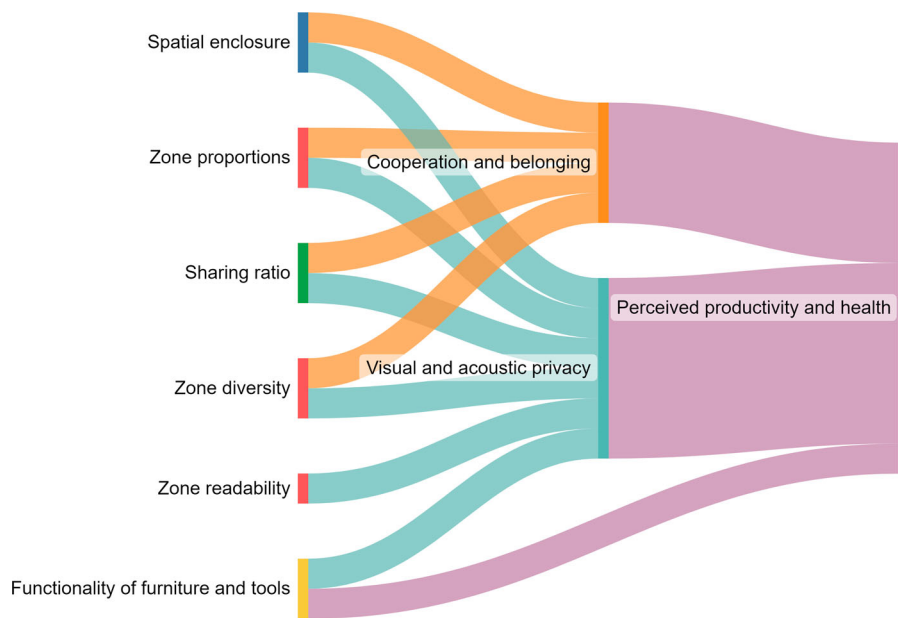 Spatial enclosure
Zone proportions
Cooperation and belonging
Sharing ratio
Perceived productivity and health
Visual and acoustic privacy
Zone diversity
Zone readability
Functionality of furniture and tools